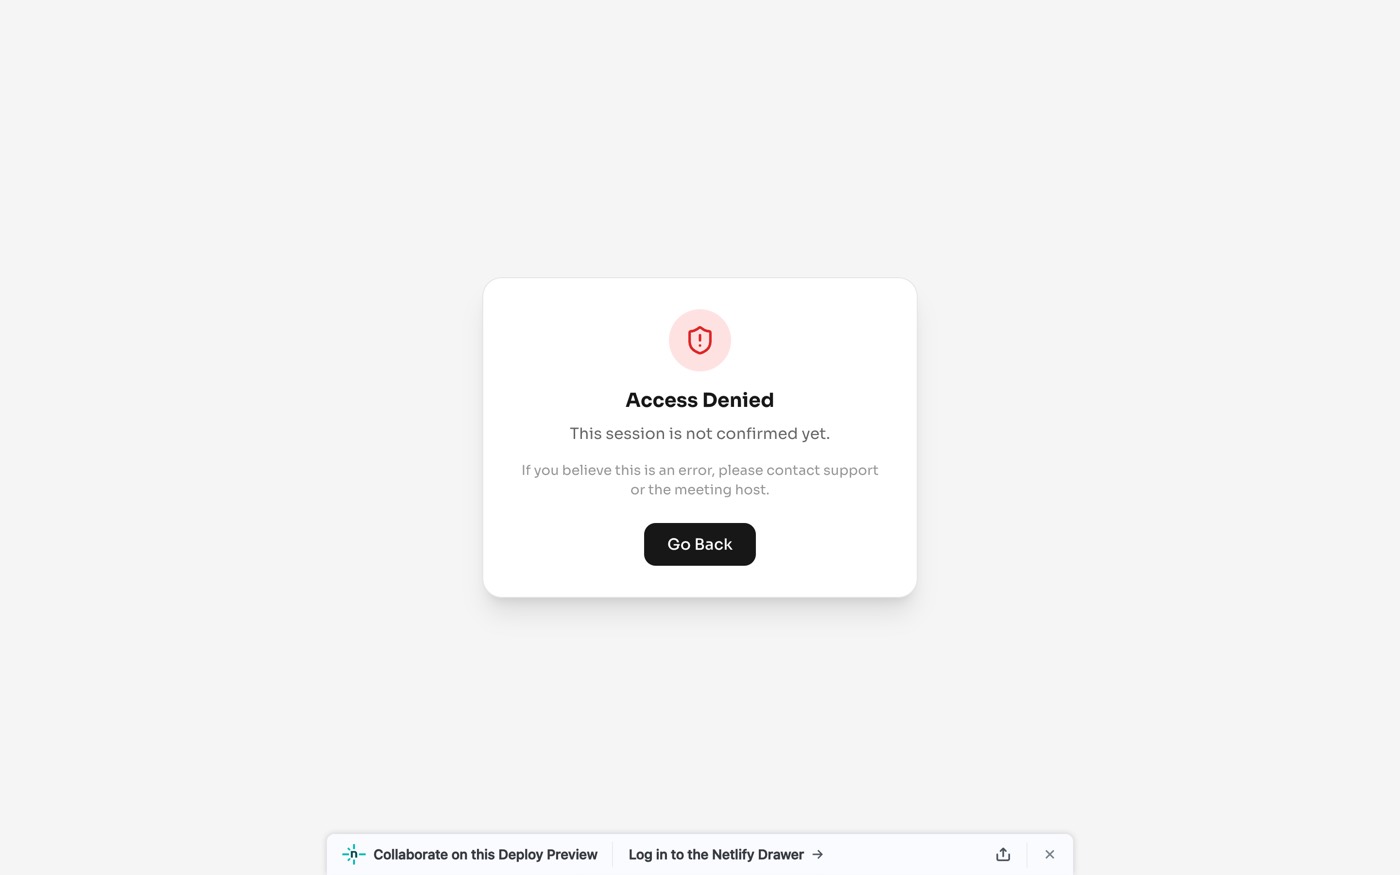 Access Denied
This session is not confirmed yet.
If you believe this is an error, please contact support
or the meeting host.
Go Back
Collaborate on this Deploy Preview
Log in to the Netlify Drawer →